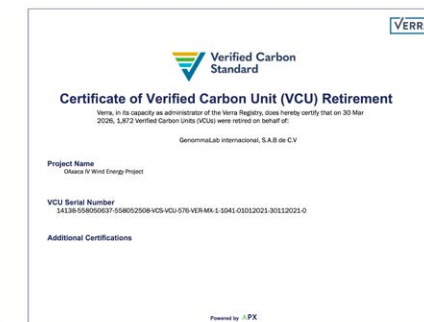 VERR
Verified Carbon
Standard
Certificate of Verified Carbon Unit (VCU) Retirement
Verra, in its capacity as administrator of the Verra Registry, does hereby certify that on 30 Mar
2026, 1,872 Verified Carbon Units (VCUs) were retired on behalf of:
GenommaLab internacional, S.A.B de C.V
Project Name
OAxaca IV Wind Energy Project
VCU Serial Number
14138-558050637-558052508-VCS-VCU-576-VER-MX-1-1041-01012021-30112021-0
Additional Certifications
Powered by APX